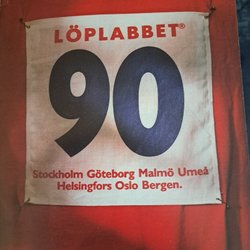 LÖPLABBET®
90
Stockholm Göteborg Malmö Umeå
Helsingfors Oslo Bergen.